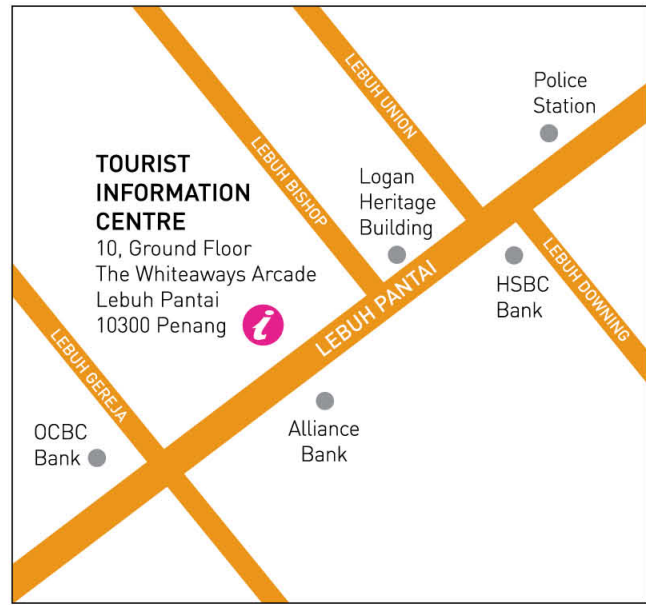 Police
Station
LEBUH UNION
LEBUH BISHOP
TOURIST
INFORMATION
CENTRE
10, Ground Floor
The Whiteaways Arcade
Lebuh Pantai
10300 Penang
i
Logan
Heritage
Building
HSBC
Bank
LEBUH DOWNING
LEBUH PANTAI
LEBUH GEREJA
OCBC
Bank
Alliance
Bank